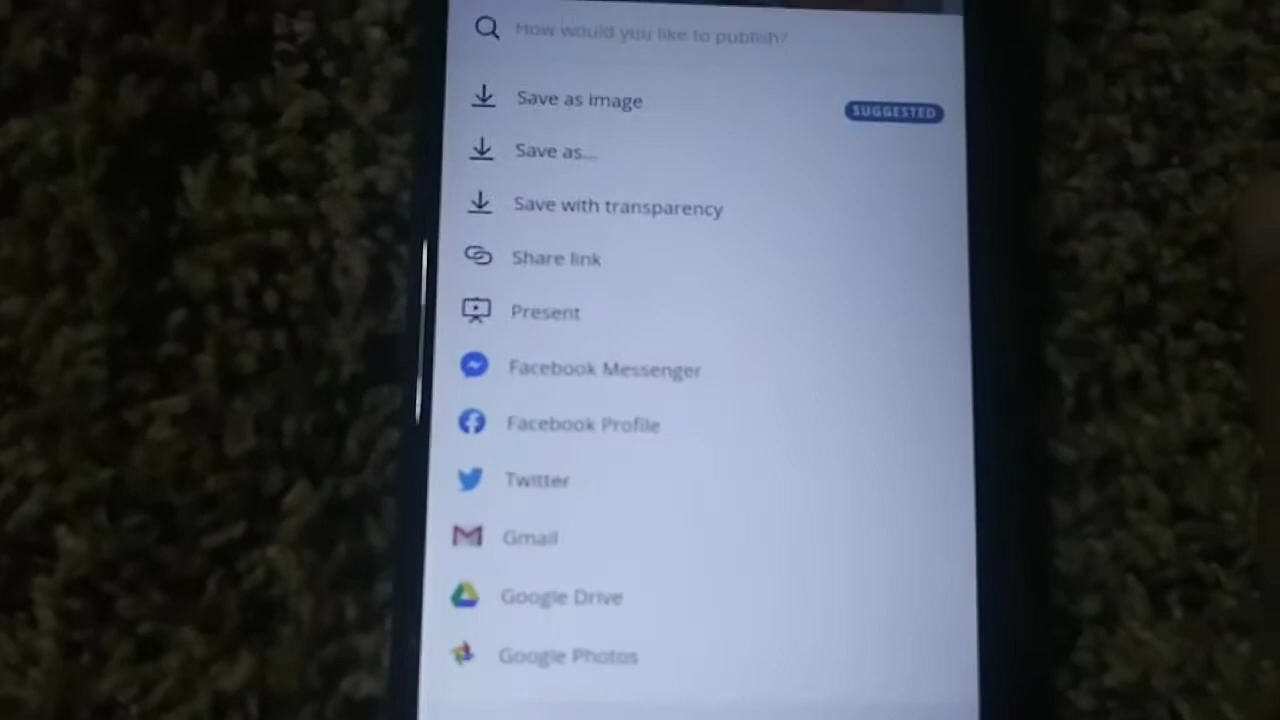 How would you like to publish?
Save as image
SUGGESTED
Save as...
Save with transparency
Share link
Present
Facebook Messenger
Facebook Profile
Twitter
Gmail
Google Drive
Google Photos